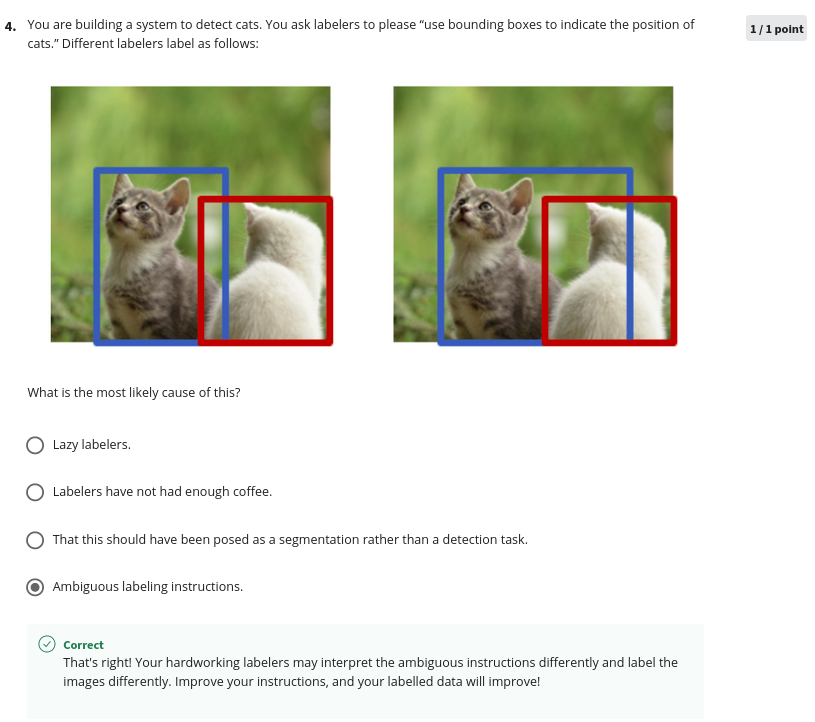 4. You are building a system to detect cats. You ask labelers to please “use bounding boxes to indicate the position of
cats.” Different labelers label as follows:
1 / 1 point
What is the most likely cause of this?
Lazy labelers.
Labelers have not had enough coffee.
That this should have been posed as a segmentation rather than a detection task.
Ambiguous labeling instructions.
Correct
That's right! Your hardworking labelers may interpret the ambiguous instructions differently and label the
images differently. Improve your instructions, and your labelled data will improve!